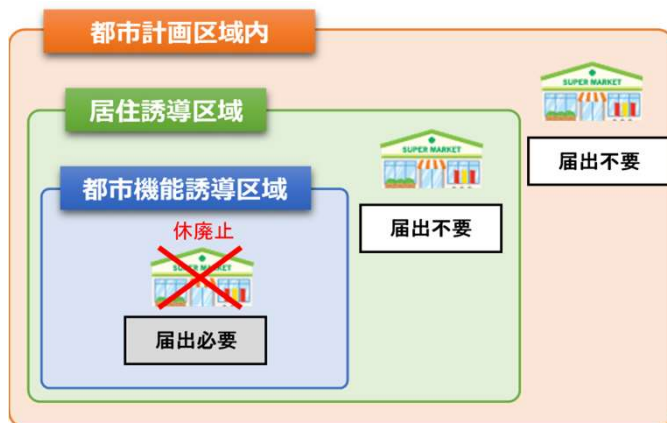 都市計画区域内
SUPER MARKET
居住誘導区域
届出不要
SUPER MARKET
都市機能誘導区域
届出不要
休廃止
SUPER MARKET
届出必要